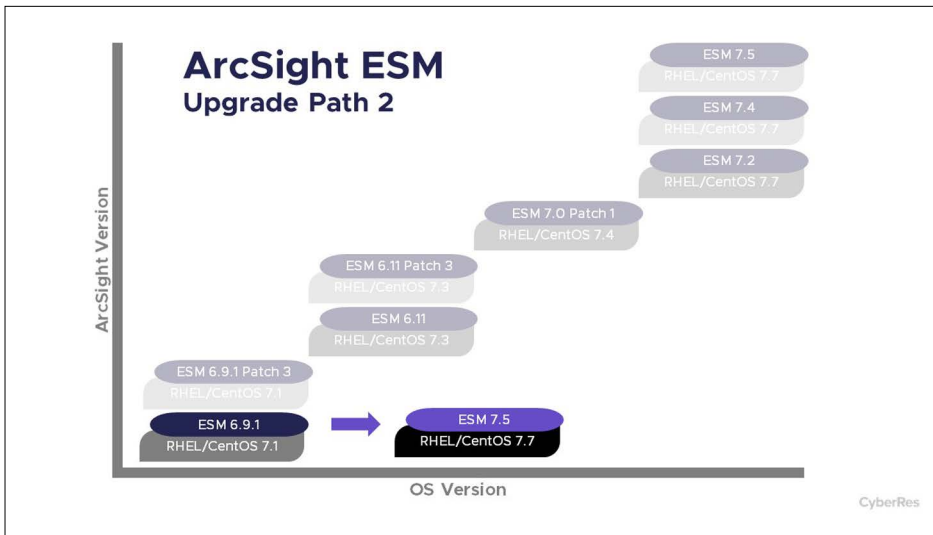 ArcSight ESM
Upgrade Path 2
ESM 7.5
RHEL/CentOS 7.7
ESM 7.4
RHEL/CentOS 7.7
ESM 7.2
RHEL/CentOS 7.7
ESM 7.0 Patch 1
RHEL/CentOS 7.4
ESM 6.11 Patch 3
RHEL/CentOS 7.3
ESM 6.11
RHEL/CentOS 7.3
ESM 6.9.1 Patch 3
RHEL/CentOS 7.1
ESM 6.9.1
RHEL/CentOS 7.1
ESM 7.5
RHEL/CentOS 7.7
ArcSight Version
OS Version
CyberRes